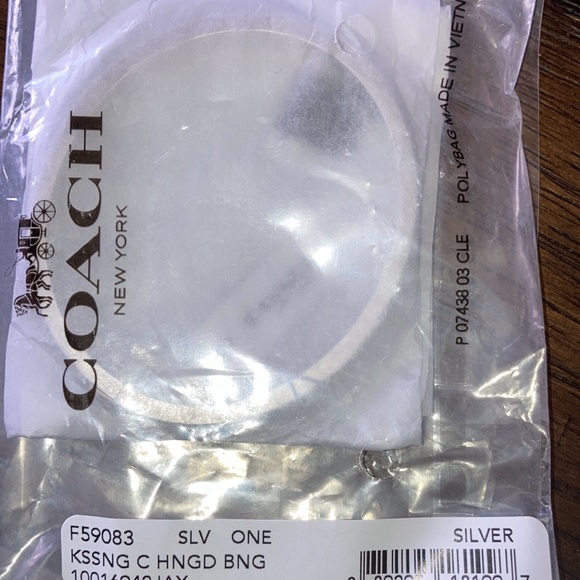 COACH
NEW YORK
P 07438 03 CLE POLYBAG MADE IN VIETN
F59083 SLV ONE SILVER
KSSNG C HNGD BNG